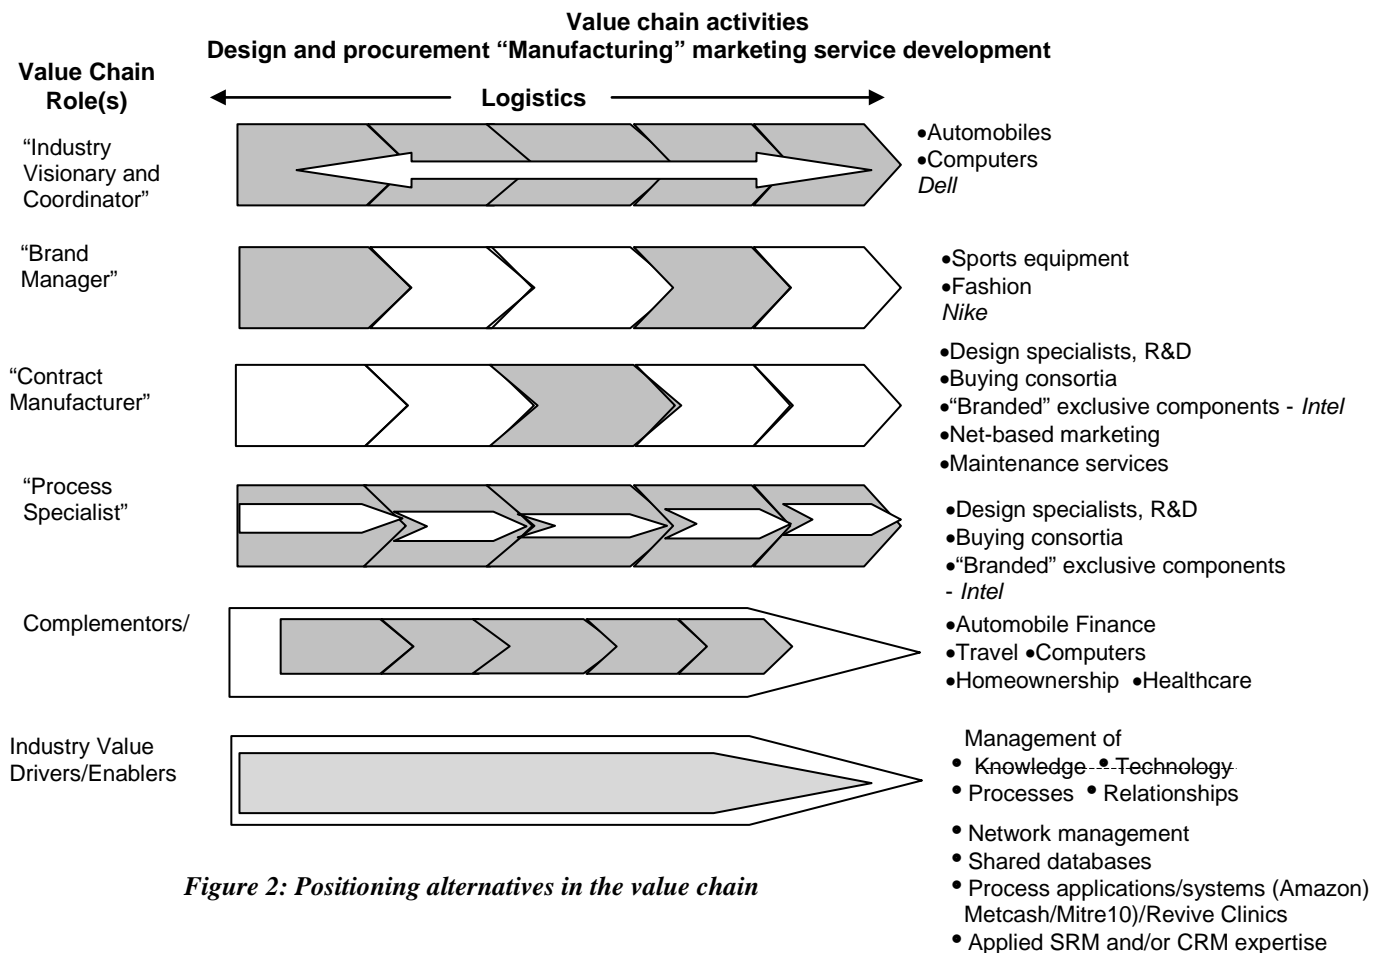 Value chain activities
Design and procurement “Manufacturing” marketing service development
Value Chain
Role(s)
Logistics
“Industry
Visionary and
Coordinator”
•Automobiles
•Computers
Dell
“Brand
Manager”
•Sports equipment
•Fashion
Nike
“Contract
Manufacturer”
•Design specialists, R&D
•Buying consortia
•“Branded” exclusive components - Intel
•Net-based marketing
•Maintenance services
“Process
Specialist”
•Design specialists, R&D
•Buying consortia
•“Branded” exclusive components
- Intel
Complementors/
•Automobile Finance
•Travel •Computers
•Homeownership •Healthcare
Industry Value
Drivers/Enablers
Management of
• Knowledge • Technology
• Processes • Relationships
• Network management
• Shared databases
• Process applications/systems (Amazon)
Metcash/Mitre10)/Revive Clinics
• Applied SRM and/or CRM expertise
Figure 2: Positioning alternatives in the value chain